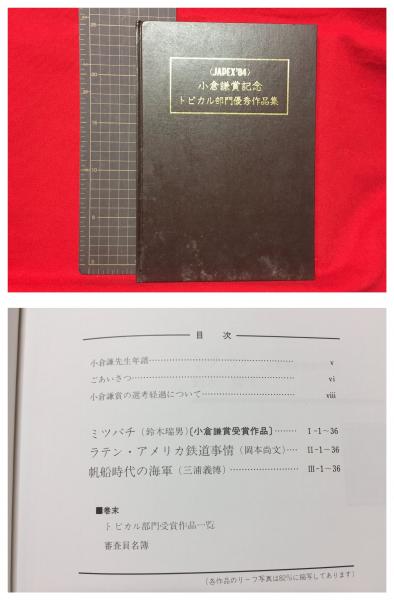 〈JAPEX'84〉
小倉謙賞記念
トピカル部門優秀作品集
5
10
15
20
25
目 次
小倉謙先生年譜 v
ごあいさつ vi
小倉謙賞の選考経過について viii
ミツバチ(鈴木瑞男)〔小倉謙賞受賞作品〕 I-1~36
ラテン・アメリカ鉄道事情(岡本尚文) II-1~36
帆船時代の海軍(三浦義博) III-1~36
■巻末
トピカル部門受賞作品一覧
審査員名簿
(各作品のリーフ写真は82%に縮写してあります)